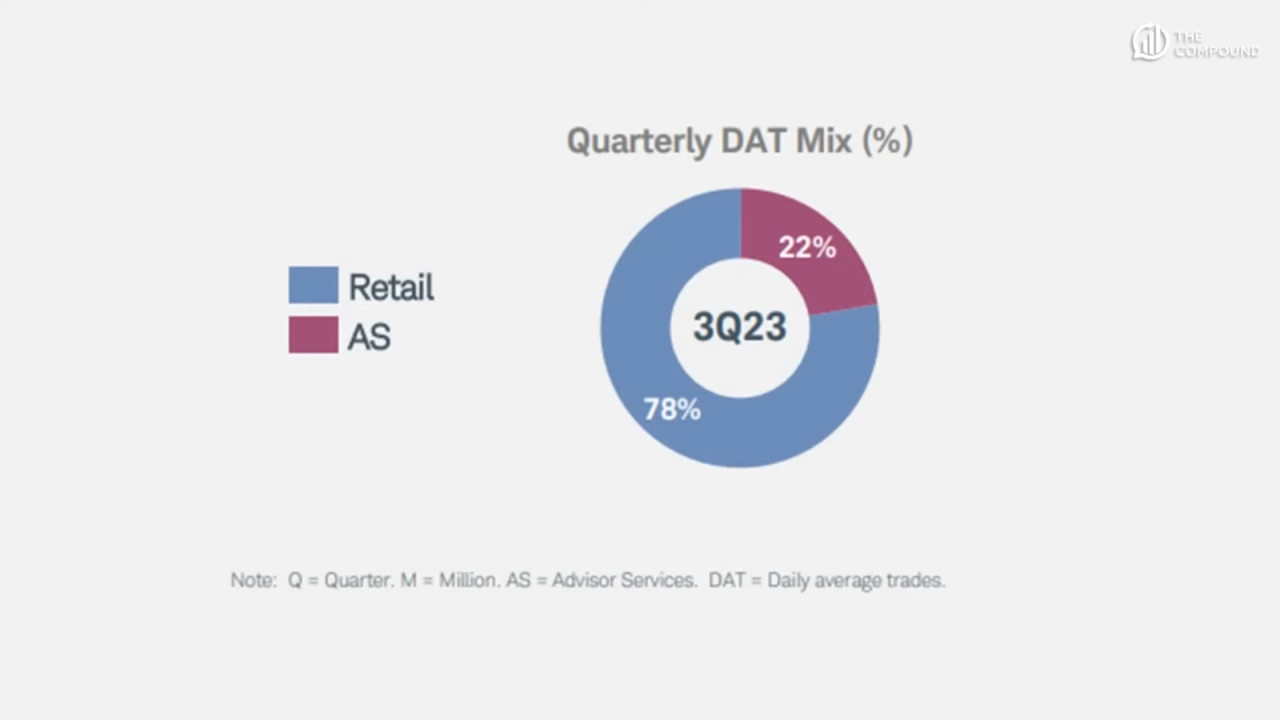 THE
COMPOUND
Quarterly DAT Mix (%)
22%
Retail
AS
3Q23
78%
Note: Q = Quarter. M = Million. AS = Advisor Services. DAT = Daily average trades.